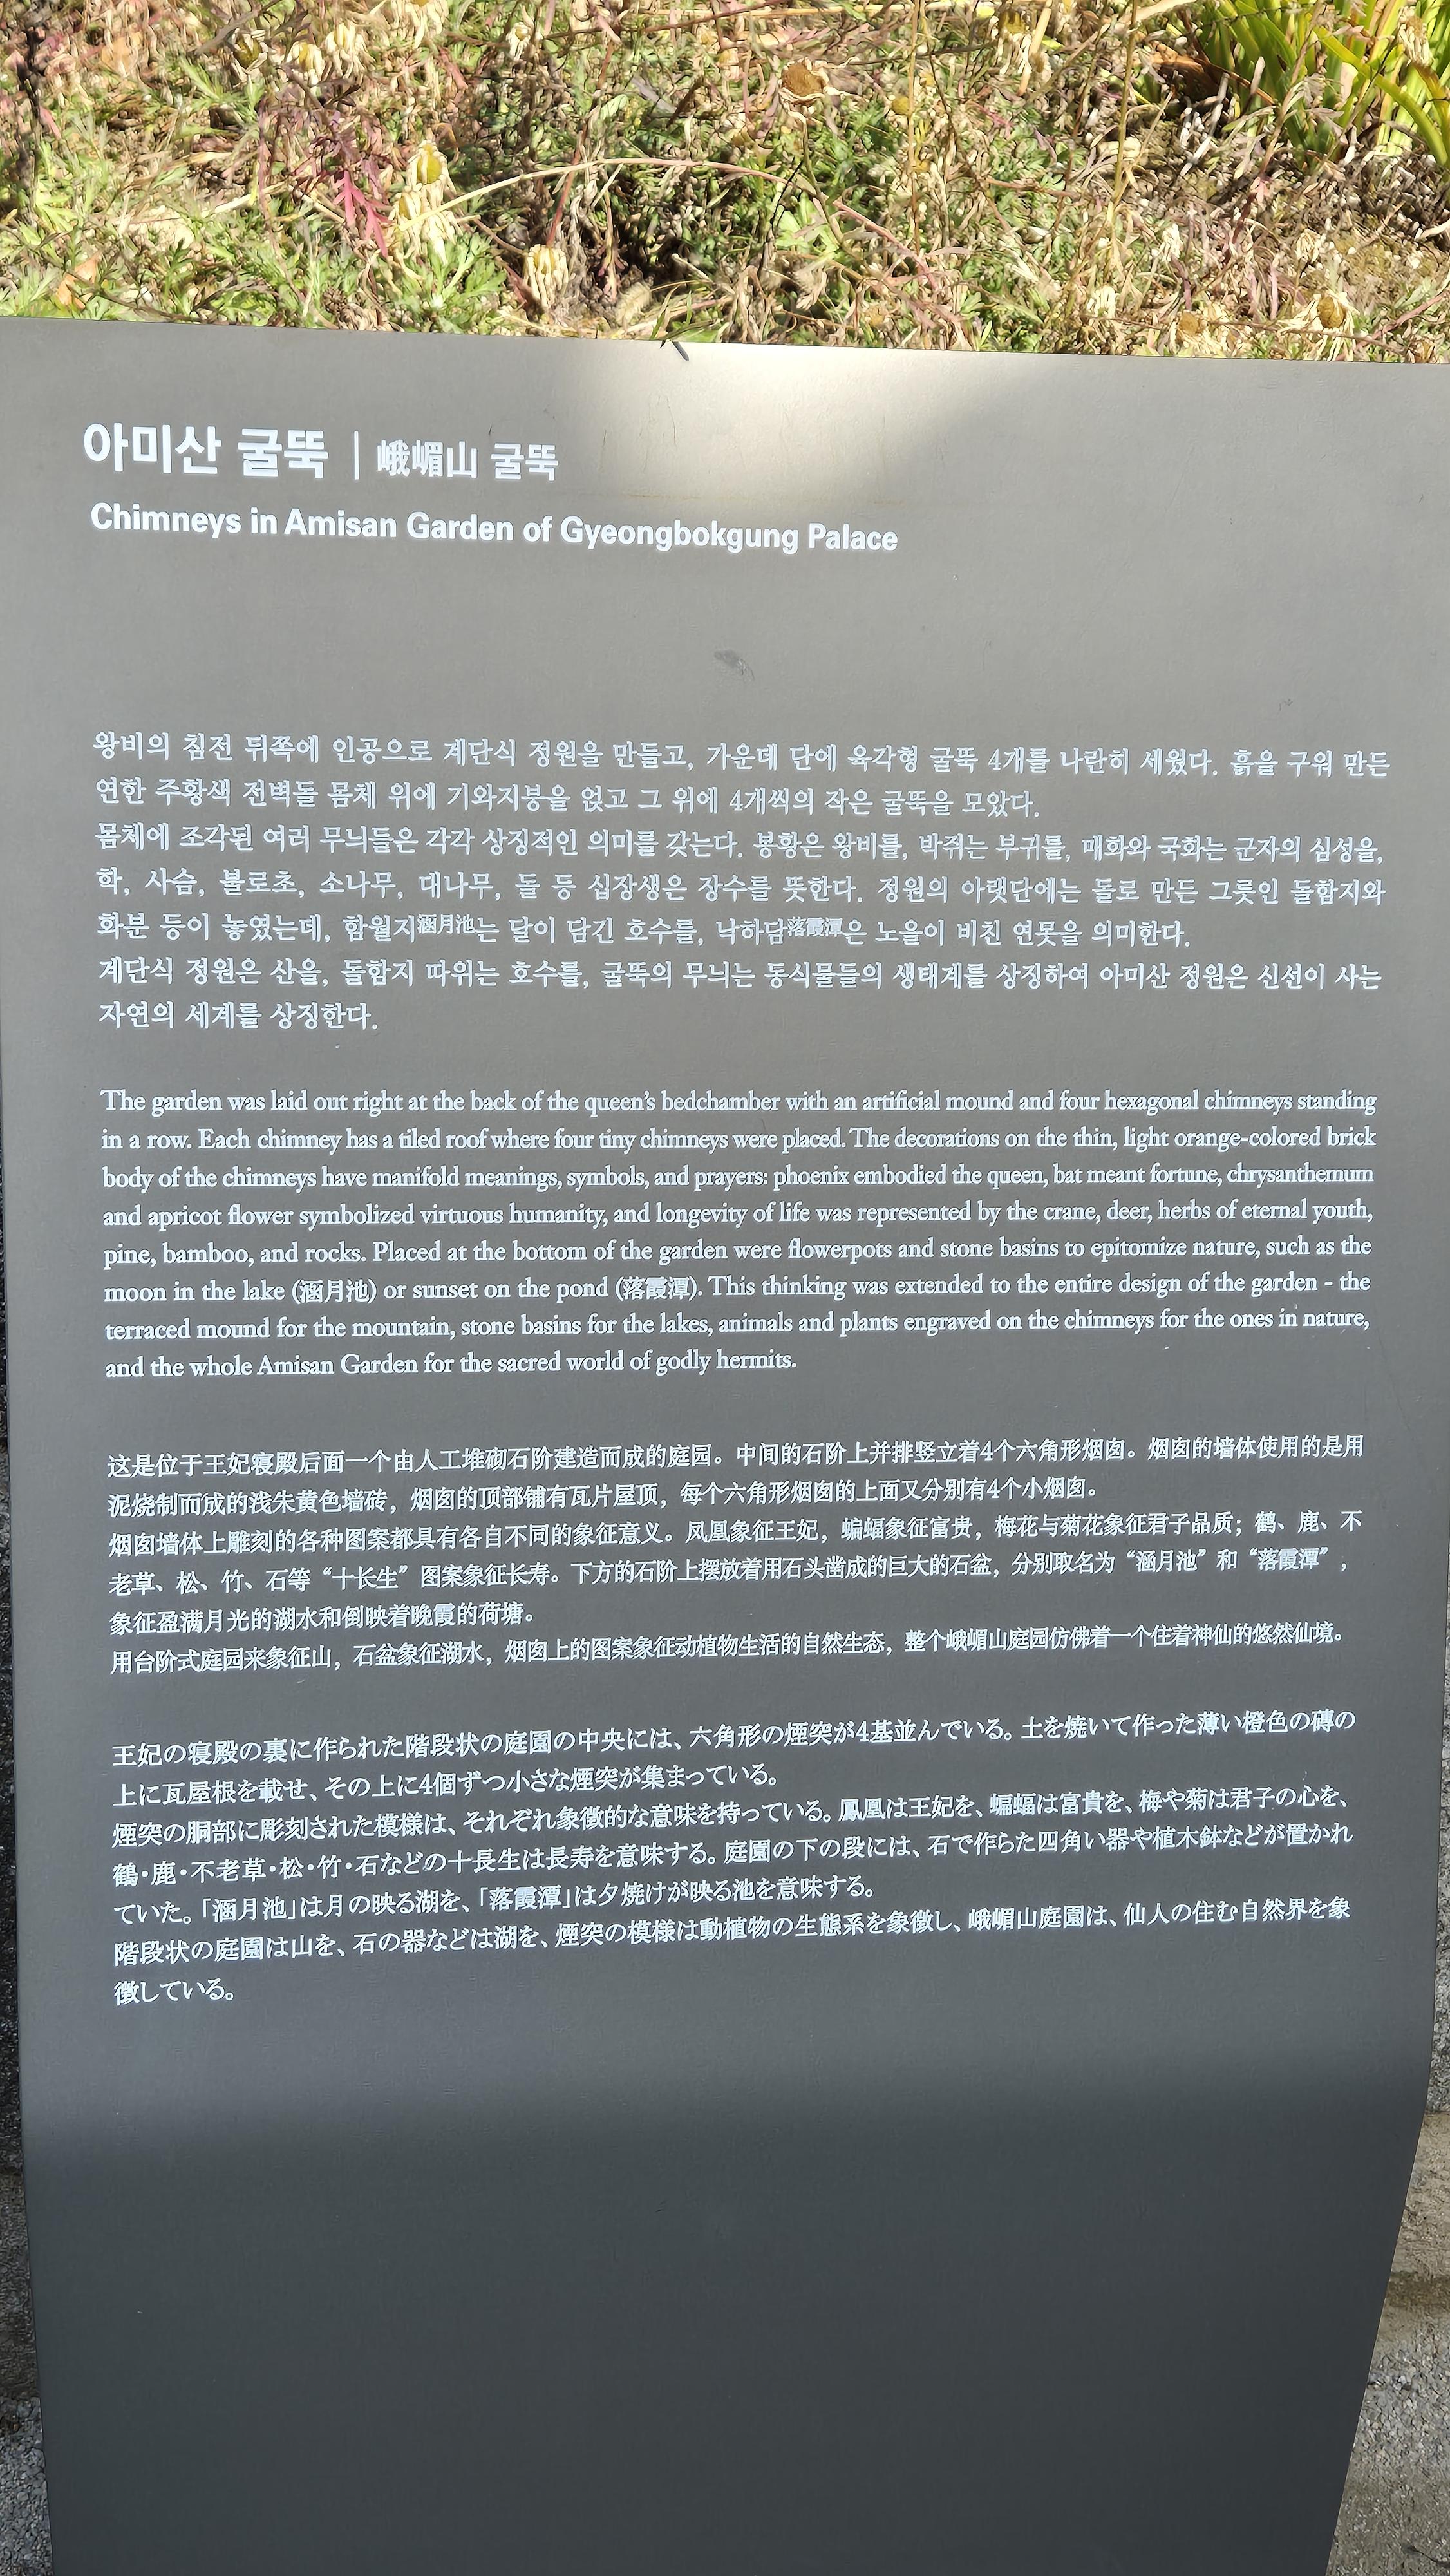 아미산 굴뚝 | 峨嵋山 굴뚝
Chimneys in Amisan Garden of Gyeongbokgung Palace
왕비의 침전 뒤쪽에 인공으로 계단식 정원을 만들고, 가운데 단에 육각형 굴뚝 4개를 나란히 세웠다. 흙을 구워 만든
연한 주황색 전벽돌 몸체 위에 기와지붕을 얹고 그 위에 4개씩의 작은 굴뚝을 모았다.
몸체에 조각된 여러 무늬들은 각각 상징적인 의미를 갖는다. 봉황은 왕비를, 박쥐는 부귀를, 매화와 국화는 군자의 심성을,
학, 사슴, 불로초, 소나무, 대나무, 돌 등 십장생은 장수를 뜻한다. 정원의 아랫단에는 돌로 만든 그릇인 돌함지와
화분 등이 놓였는데, 함월지涵月池는 달이 담긴 호수를, 낙하담落霞潭은 노을이 비친 연못을 의미한다.
계단식 정원은 산을, 돌함지 따위는 호수를, 굴뚝의 무늬는 동식물들의 생태계를 상징하여 아미산 정원은 신선이 사는
자연의 세계를 상징한다.
The garden was laid out right at the back of the queen's bedchamber with an artificial mound and four hexagonal chimneys standing
in a row. Each chimney has a tiled roof where four tiny chimneys were placed. The decorations on the thin, light orange-colored brick
body of the chimneys have manifold meanings, symbols, and prayers: phoenix embodied the queen, bat meant fortune, chrysanthemum
and apricot flower symbolized virtuous humanity, and longevity of life was represented by the crane, deer, herbs of eternal youth,
pine, bamboo, and rocks. Placed at the bottom of the garden were flowerpots and stone basins to epitomize nature, such as the
moon in the lake (涵月池) or sunset on the pond (落霞潭). This thinking was extended to the entire design of the garden - the
terraced mound for the mountain, stone basins for the lakes, animals and plants engraved on the chimneys for the ones in nature,
and the whole Amisan Garden for the sacred world of godly hermits.
这是位于王妃寝殿后面一个由人工堆砌石阶建造而成的庭园。中间的石阶上并排竖立着4个六角形烟囱。烟囱的墙体使用的是用
泥烧制而成的浅朱黄色墙砖，烟囱的顶部铺有瓦片屋顶，每个六角形烟囱的上面又分别有4个小烟囱。
烟囱墙体上雕刻的各种图案都具有各自不同的象征意义。凤凰象征王妃，蝙蝠象征富贵，梅花与菊花象征君子品质；鹤、鹿、不
老草、松、竹、石等“十长生”图案象征长寿。下方的石阶上摆放着用石头凿成的巨大的石盆，分别取名为“涵月池”和“落霞潭”，
象征盈满月光的湖水和倒映着晚霞的荷塘。
用台阶式庭园来象征山，石盆象征湖水，烟囱上的图案象征动植物生活的自然生态，整个峨嵋山庭园仿佛着一个住着神仙的悠然仙境。
王妃の寝殿の裏に作られた階段状の庭園の中央には、六角形の煙突が4基並んでいる。土を焼いて作った薄い橙色の磚の
上に瓦屋根を載せ、その上に4個ずつ小さな煙突が集まっている。
煙突の胴部に彫刻された模様は、それぞれ象徴的な意味を持っている。鳳凰は王妃を、蝙蝠は富貴を、梅や菊は君子の心を、
鶴・鹿・不老草・松・竹・石などの十長生は長寿を意味する。庭園の下の段には、石で作らた四角い器や植木鉢などが置かれ
ていた。「涵月池」は月の映る湖を、「落霞潭」は夕焼けが映る池を意味する。
階段状の庭園は山を、石の器などは湖を、煙突の模様は動植物の生態系を象徴し、峨嵋山庭園は、仙人の住む自然界を象
徴している。